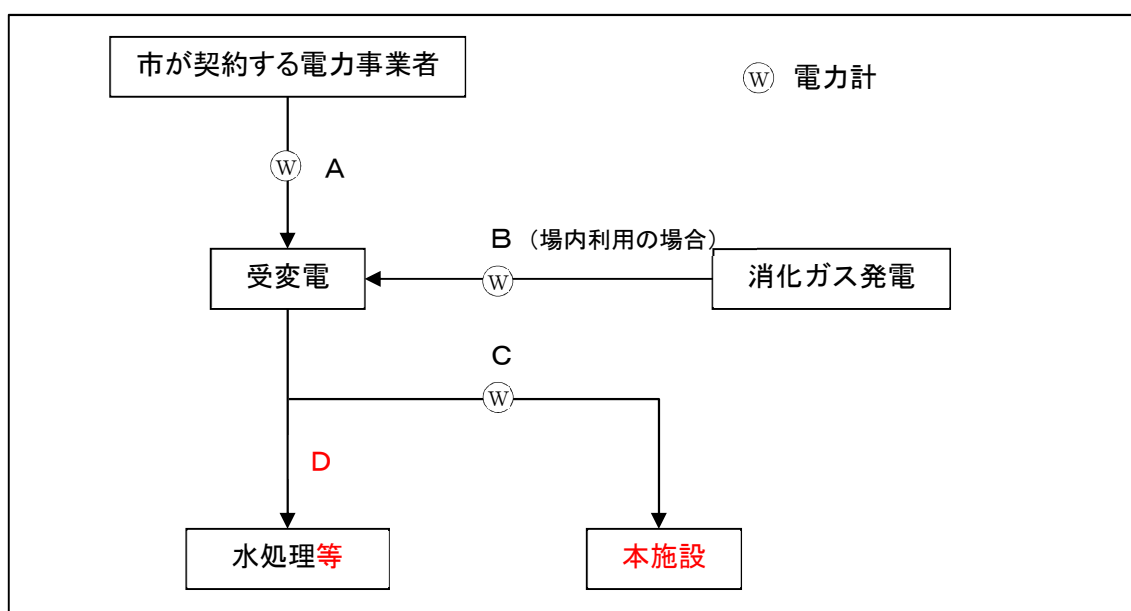 市が契約する電力事業者
W 電力計
W A
B（場内利用の場合）
受変電
W
消化ガス発電
C
W
D
水処理等
本施設